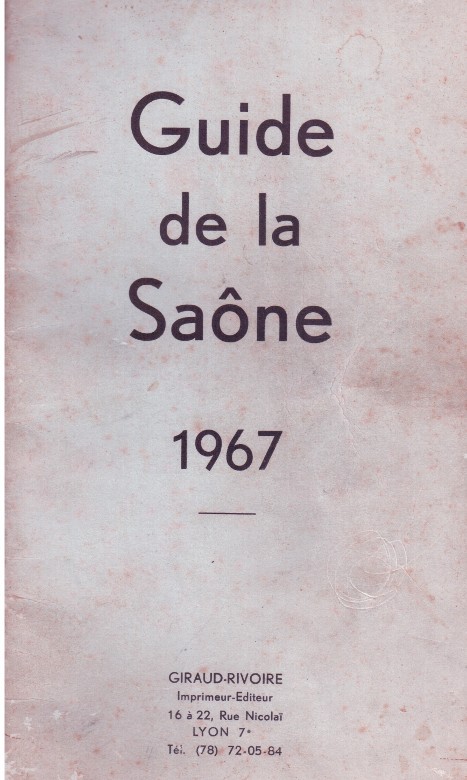 Guide
de la
Saône
1967
GIRAUD-RIVOIRE
Imprimeur-Editeur
16 à 22, Rue Nicolaï
LYON 7e
Tél. (78) 72-05-84